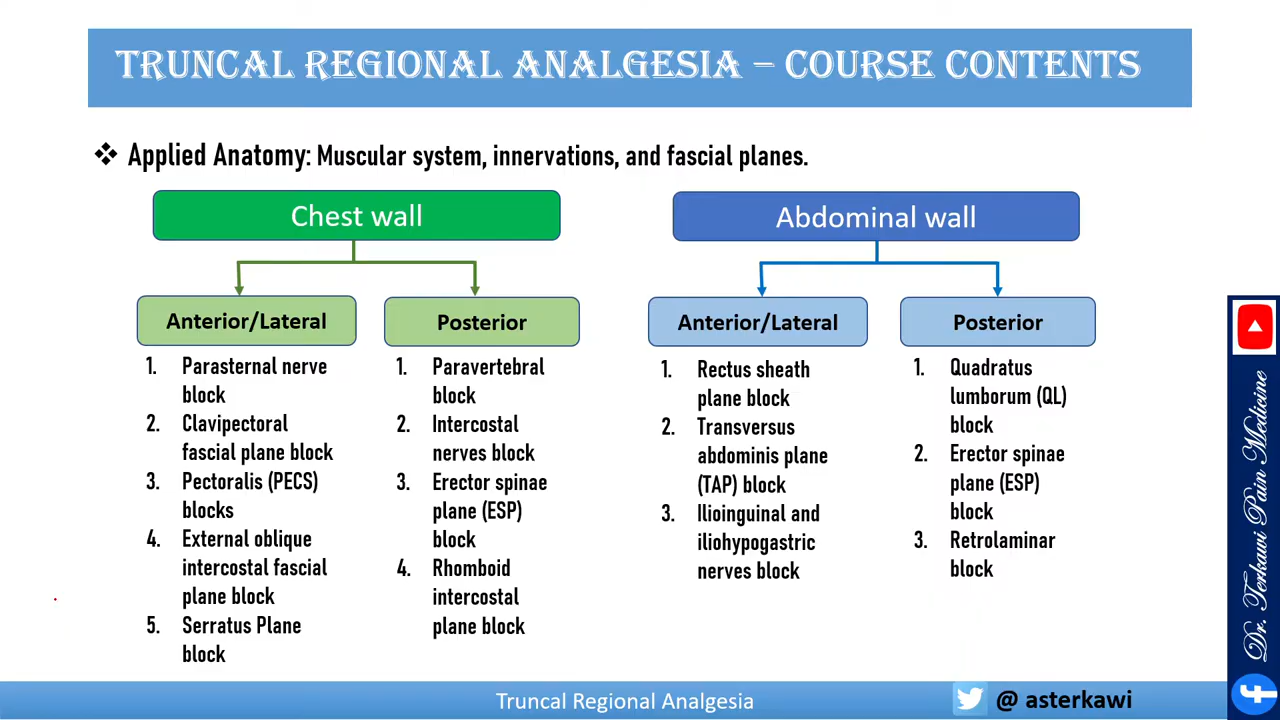 TRUNCAL REGIONAL ANALGESIA – COURSE CONTENTS
❖ Applied Anatomy: Muscular system, innervations, and fascial planes.
Chest wall
Anterior/Lateral
1. Parasternal nerve
block
2. Clavipectoral
fascial plane block
3. Pectoralis (PECS)
blocks
4. External oblique
intercostal fascial
plane block
5. Serratus Plane
block
Posterior
1. Paravertebral
block
2. Intercostal
nerves block
3. Erector spinae
plane (ESP)
block
4. Rhomboid
intercostal
plane block
Abdominal wall
Anterior/Lateral
1. Rectus sheath
plane block
2. Transversus
abdominis plane
(TAP) block
3. Ilioinguinal and
iliohypogastric
nerves block
Posterior
1. Quadratus
lumborum (QL)
block
2. Erector spinae
plane (ESP)
block
3. Retrolaminar
block
Dr. Terkawi Pain Medicine
Truncal Regional Analgesia
@ asterkawi